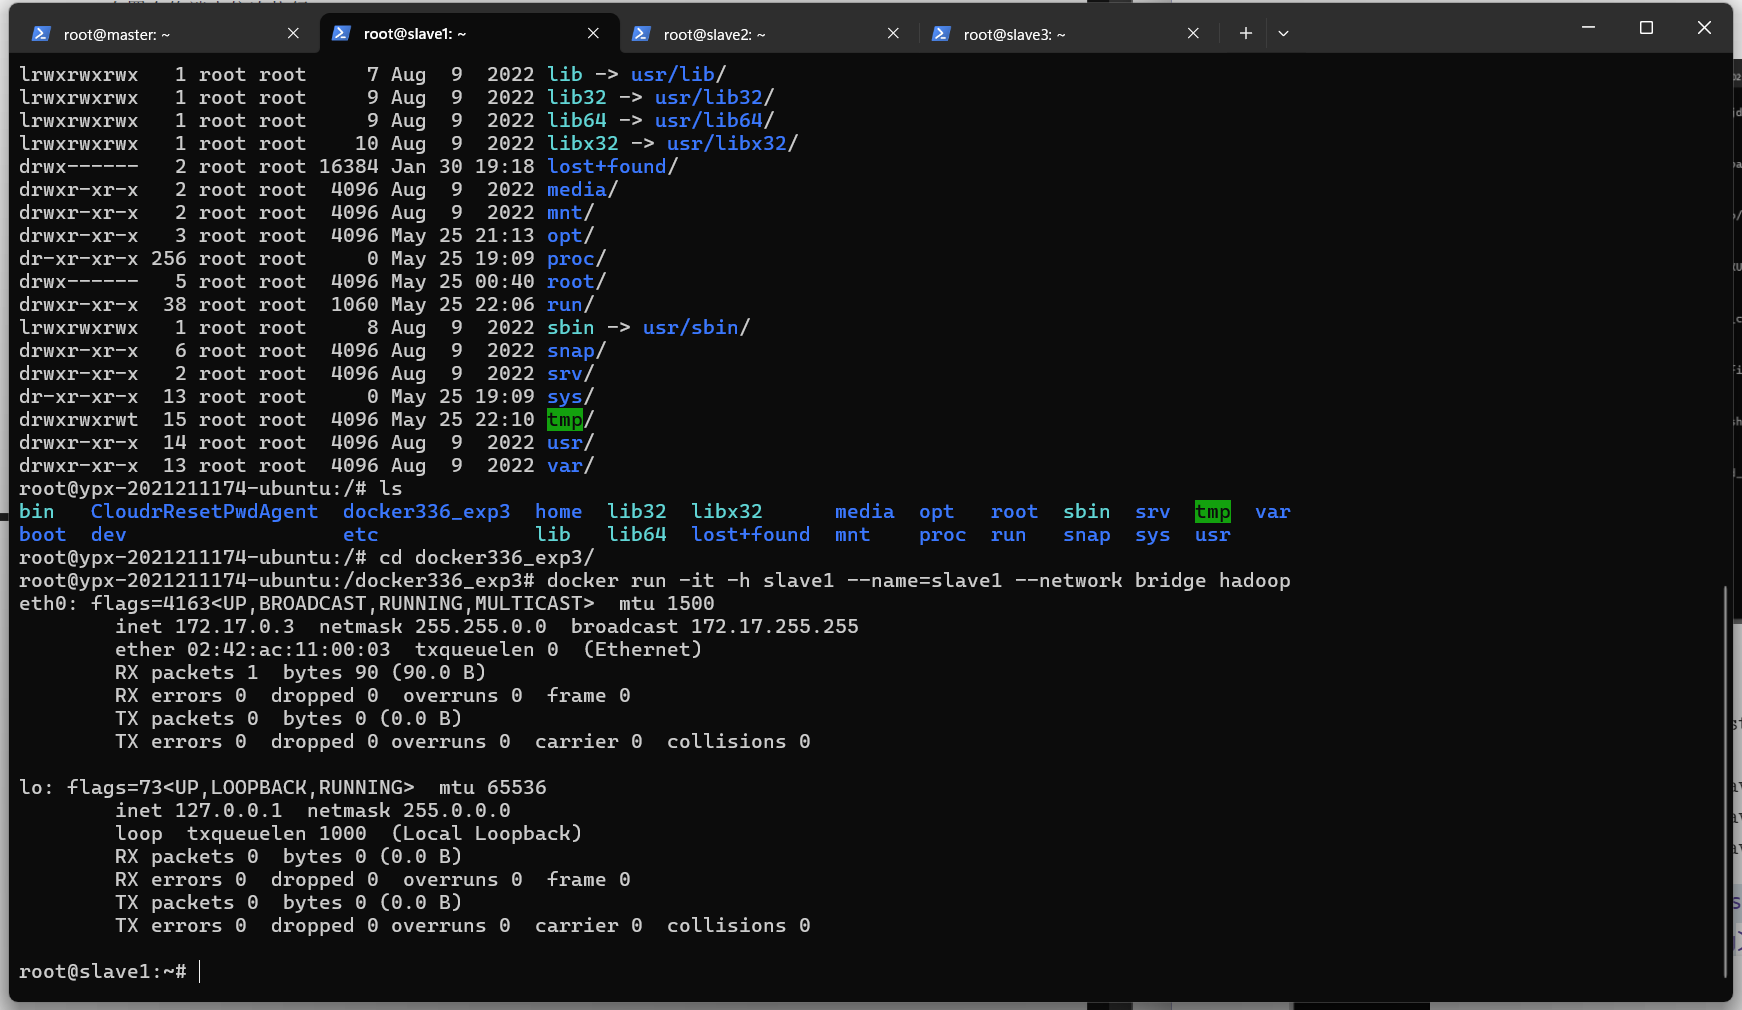 root@master: ~
root@slave1: ~
root@slave2: ~
root@slave3: ~
lrwxrwxrwx   1 root root     7 Aug  9  2022 lib -> usr/lib/
lrwxrwxrwx   1 root root     9 Aug  9  2022 lib32 -> usr/lib32/
lrwxrwxrwx   1 root root     9 Aug  9  2022 lib64 -> usr/lib64/
lrwxrwxrwx   1 root root    10 Aug  9  2022 libx32 -> usr/libx32/
drwx------   2 root root 16384 Jan 30 19:18 lost+found/
drwxr-xr-x   2 root root  4096 Aug  9  2022 media/
drwxr-xr-x   2 root root  4096 Aug  9  2022 mnt/
drwxr-xr-x   3 root root  4096 May 25 21:13 opt/
dr-xr-xr-x 256 root root     0 May 25 19:09 proc/
drwx------   5 root root  4096 May 25 00:40 root/
drwxr-xr-x  38 root root  1060 May 25 22:06 run/
lrwxrwxrwx   1 root root     8 Aug  9  2022 sbin -> usr/sbin/
drwxr-xr-x   6 root root  4096 Aug  9  2022 snap/
drwxr-xr-x   2 root root  4096 Aug  9  2022 srv/
dr-xr-xr-x  13 root root     0 May 25 19:09 sys/
drwxrwxrwt  15 root root  4096 May 25 22:10 tmp/
drwxr-xr-x  14 root root  4096 Aug  9  2022 usr/
drwxr-xr-x  13 root root  4096 Aug  9  2022 var/
root@ypx-2021211174-ubuntu:/# ls
bin   CloudrResetPwdAgent  docker336_exp3  home  lib32  libx32      media  opt   root  sbin  srv  tmp  var
boot  dev                  etc             lib   lib64  lost+found  mnt    proc  run   snap  sys  usr
root@ypx-2021211174-ubuntu:/# cd docker336_exp3/
root@ypx-2021211174-ubuntu:/docker336_exp3# docker run -it -h slave1 --name=slave1 --network bridge hadoop
eth0: flags=4163<UP,BROADCAST,RUNNING,MULTICAST>  mtu 1500
        inet 172.17.0.3  netmask 255.255.0.0  broadcast 172.17.255.255
        ether 02:42:ac:11:00:03  txqueuelen 0  (Ethernet)
        RX packets 1  bytes 90 (90.0 B)
        RX errors 0  dropped 0  overruns 0  frame 0
        TX packets 0  bytes 0 (0.0 B)
        TX errors 0  dropped 0 overruns 0  carrier 0  collisions 0
lo: flags=73<UP,LOOPBACK,RUNNING>  mtu 65536
        inet 127.0.0.1  netmask 255.0.0.0
        loop  txqueuelen 1000  (Local Loopback)
        RX packets 0  bytes 0 (0.0 B)
        RX errors 0  dropped 0  overruns 0  frame 0
        TX packets 0  bytes 0 (0.0 B)
        TX errors 0  dropped 0 overruns 0  carrier 0  collisions 0
root@slave1:~#